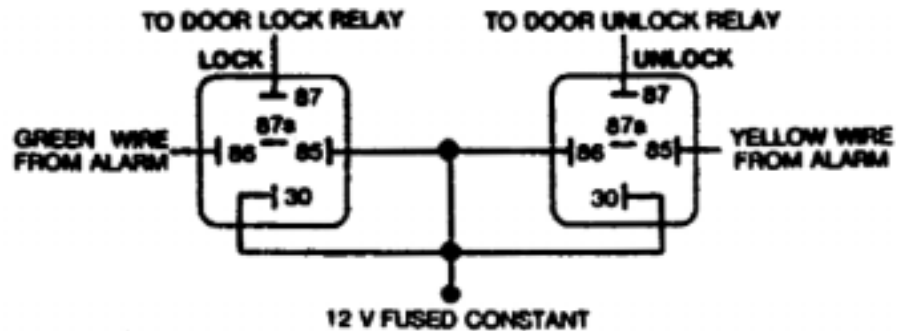 TO DOOR LOCK RELAY
TO DOOR UNLOCK RELAY
LOCK
UNLOCK
87
87
87a
87a
GREEN WIRE
FROM ALARM
86
85
86
85
YELLOW WIRE
FROM ALARM
30
30
12 V FUSED CONSTANT